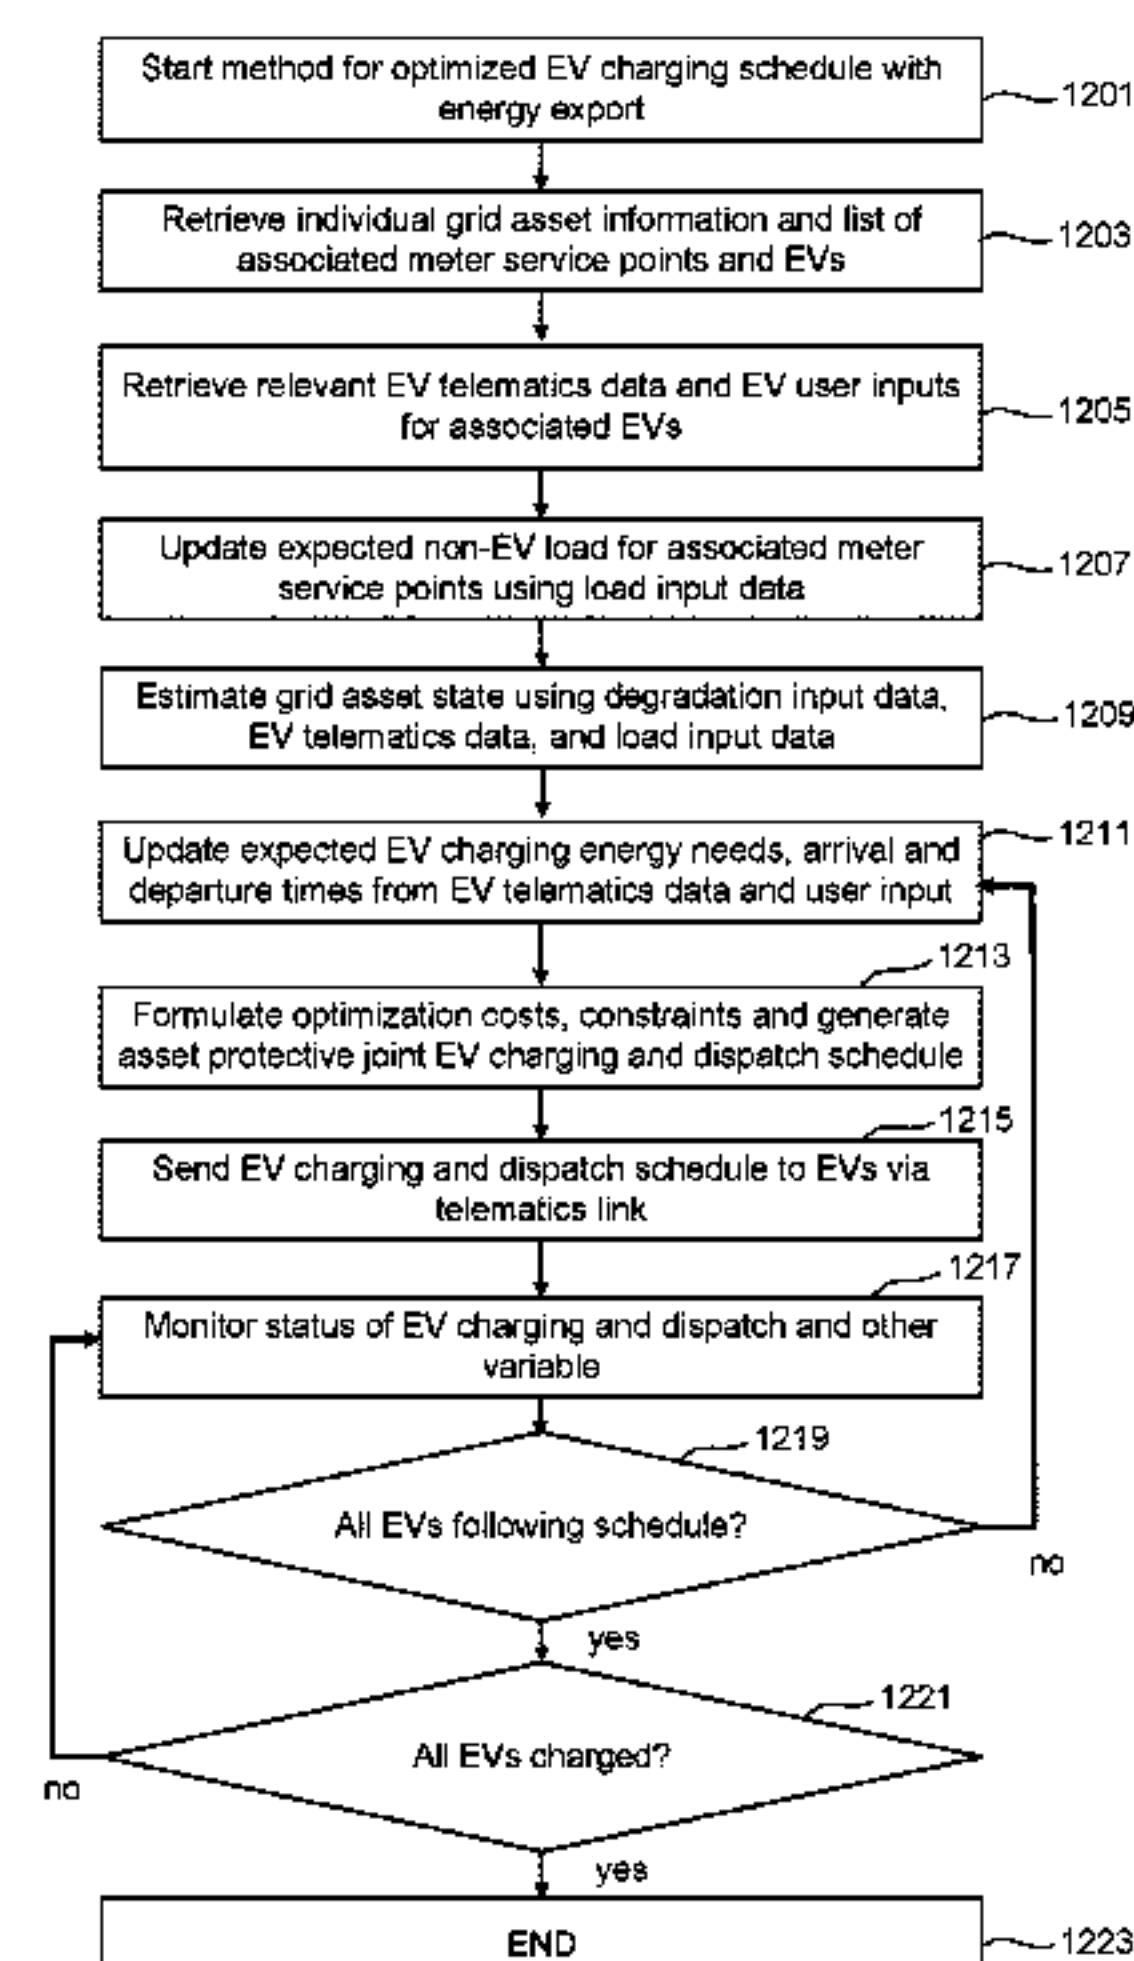 Start method for optimized EV charging schedule with
energy export
1201
Retrieve individual grid asset information and list of
associated meter service points and EVs
1203
Retrieve relevant EV telematics data and EV user inputs
for associated EVs
1205
Update expected non-EV load for associated meter
service points using load input data
1207
Estimate grid asset state using degradation input data,
EV telematics data, and load input data
1209
Update expected EV charging energy needs, arrival and
departure times from EV telematics data and user input
1211
1213
Formulate optimization costs, constraints and generate
asset protective joint EV charging and dispatch schedule
1215
Send EV charging and dispatch schedule to EVs via
telematics link
1217
Monitor status of EV charging and dispatch and other
variable
1219
All EVs following schedule?
no
yes
1221
All EVs charged?
no
yes
END
1223